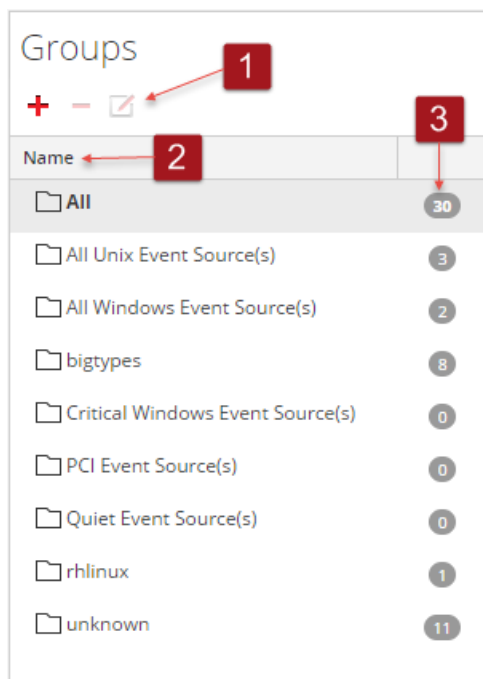 Groups
1
3
Name 2
All 30
All Unix Event Source(s) 3
All Windows Event Source(s) 2
bigtypes 8
Critical Windows Event Source(s) 0
PCI Event Source(s) 0
Quiet Event Source(s) 0
rhlinux 1
unknown 11